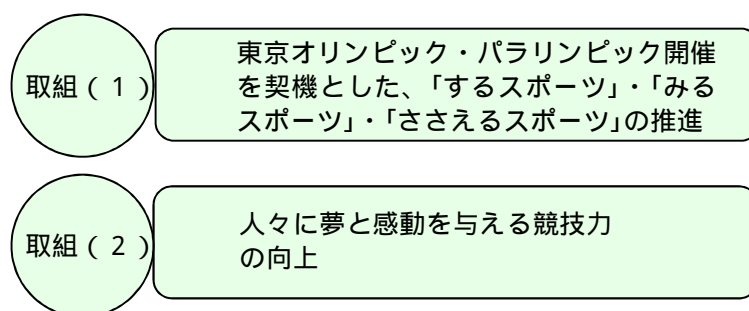 取組(1)
東京オリンピック・パラリンピック開催
を契機とした、「するスポーツ」・「みる
スポーツ」・「ささえるスポーツ」の推進
取組(2)
人々に夢と感動を与える競技力
の向上